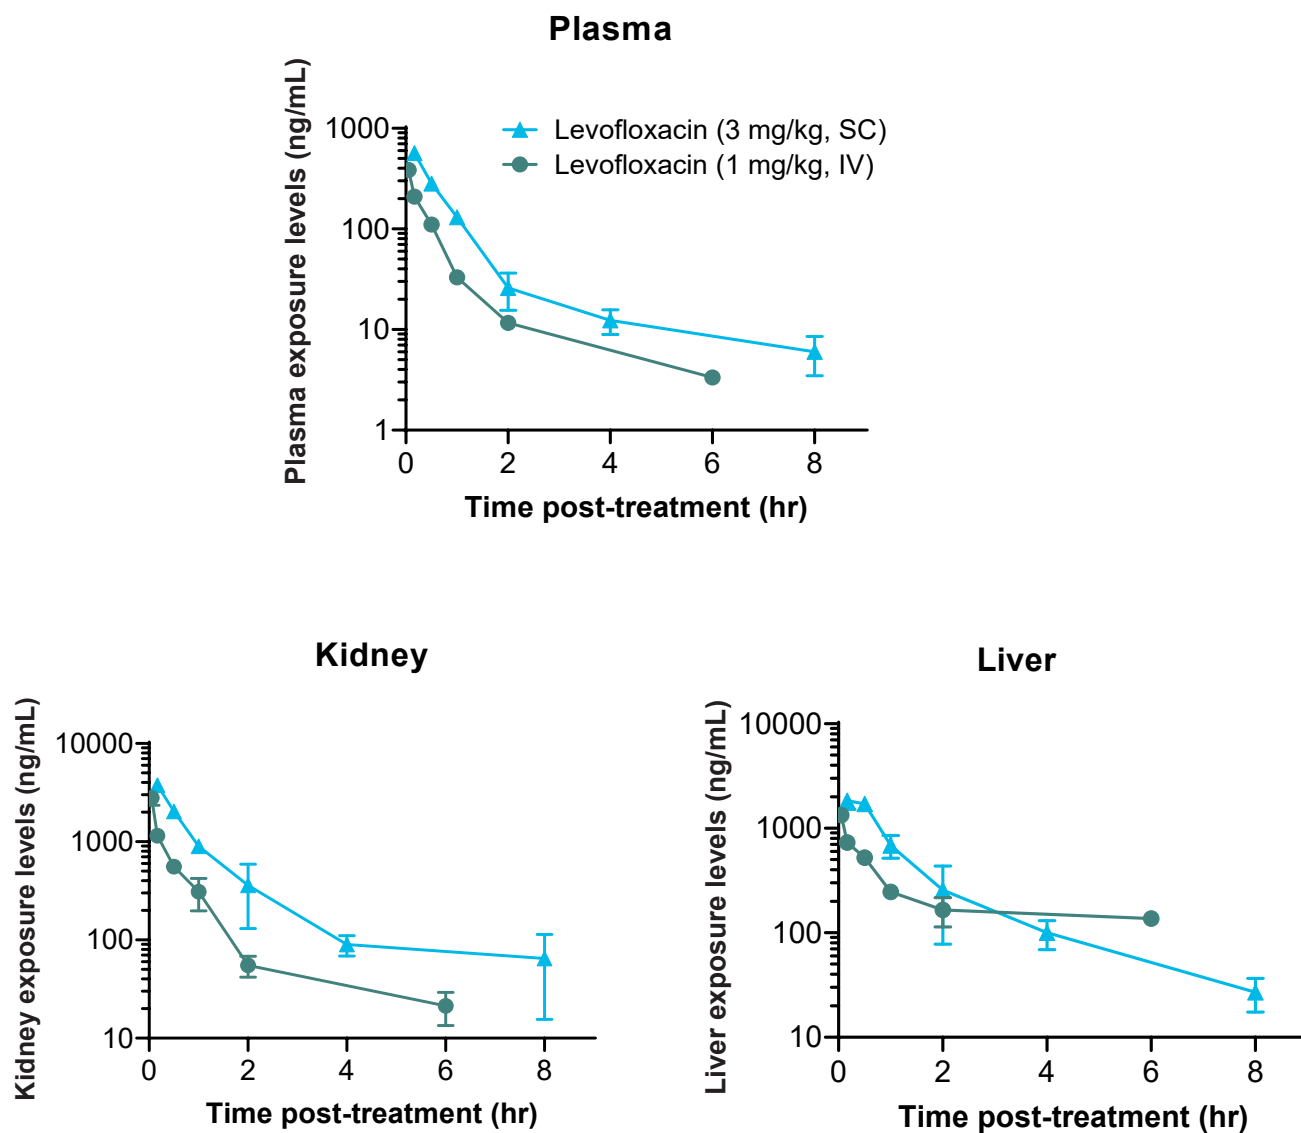 Plasma
Plasma exposure levels (ng/mL)
1000
100
10
1
Levofloxacin (3 mg/kg, SC)
Levofloxacin (1 mg/kg, IV)
0 2 4 6 8
Time post-treatment (hr)
Kidney
Kidney exposure levels (ng/mL)
10000
1000
100
10
0 2 4 6 8
Time post-treatment (hr)
Liver
Liver exposure levels (ng/mL)
10000
1000
100
10
0 2 4 6 8
Time post-treatment (hr)